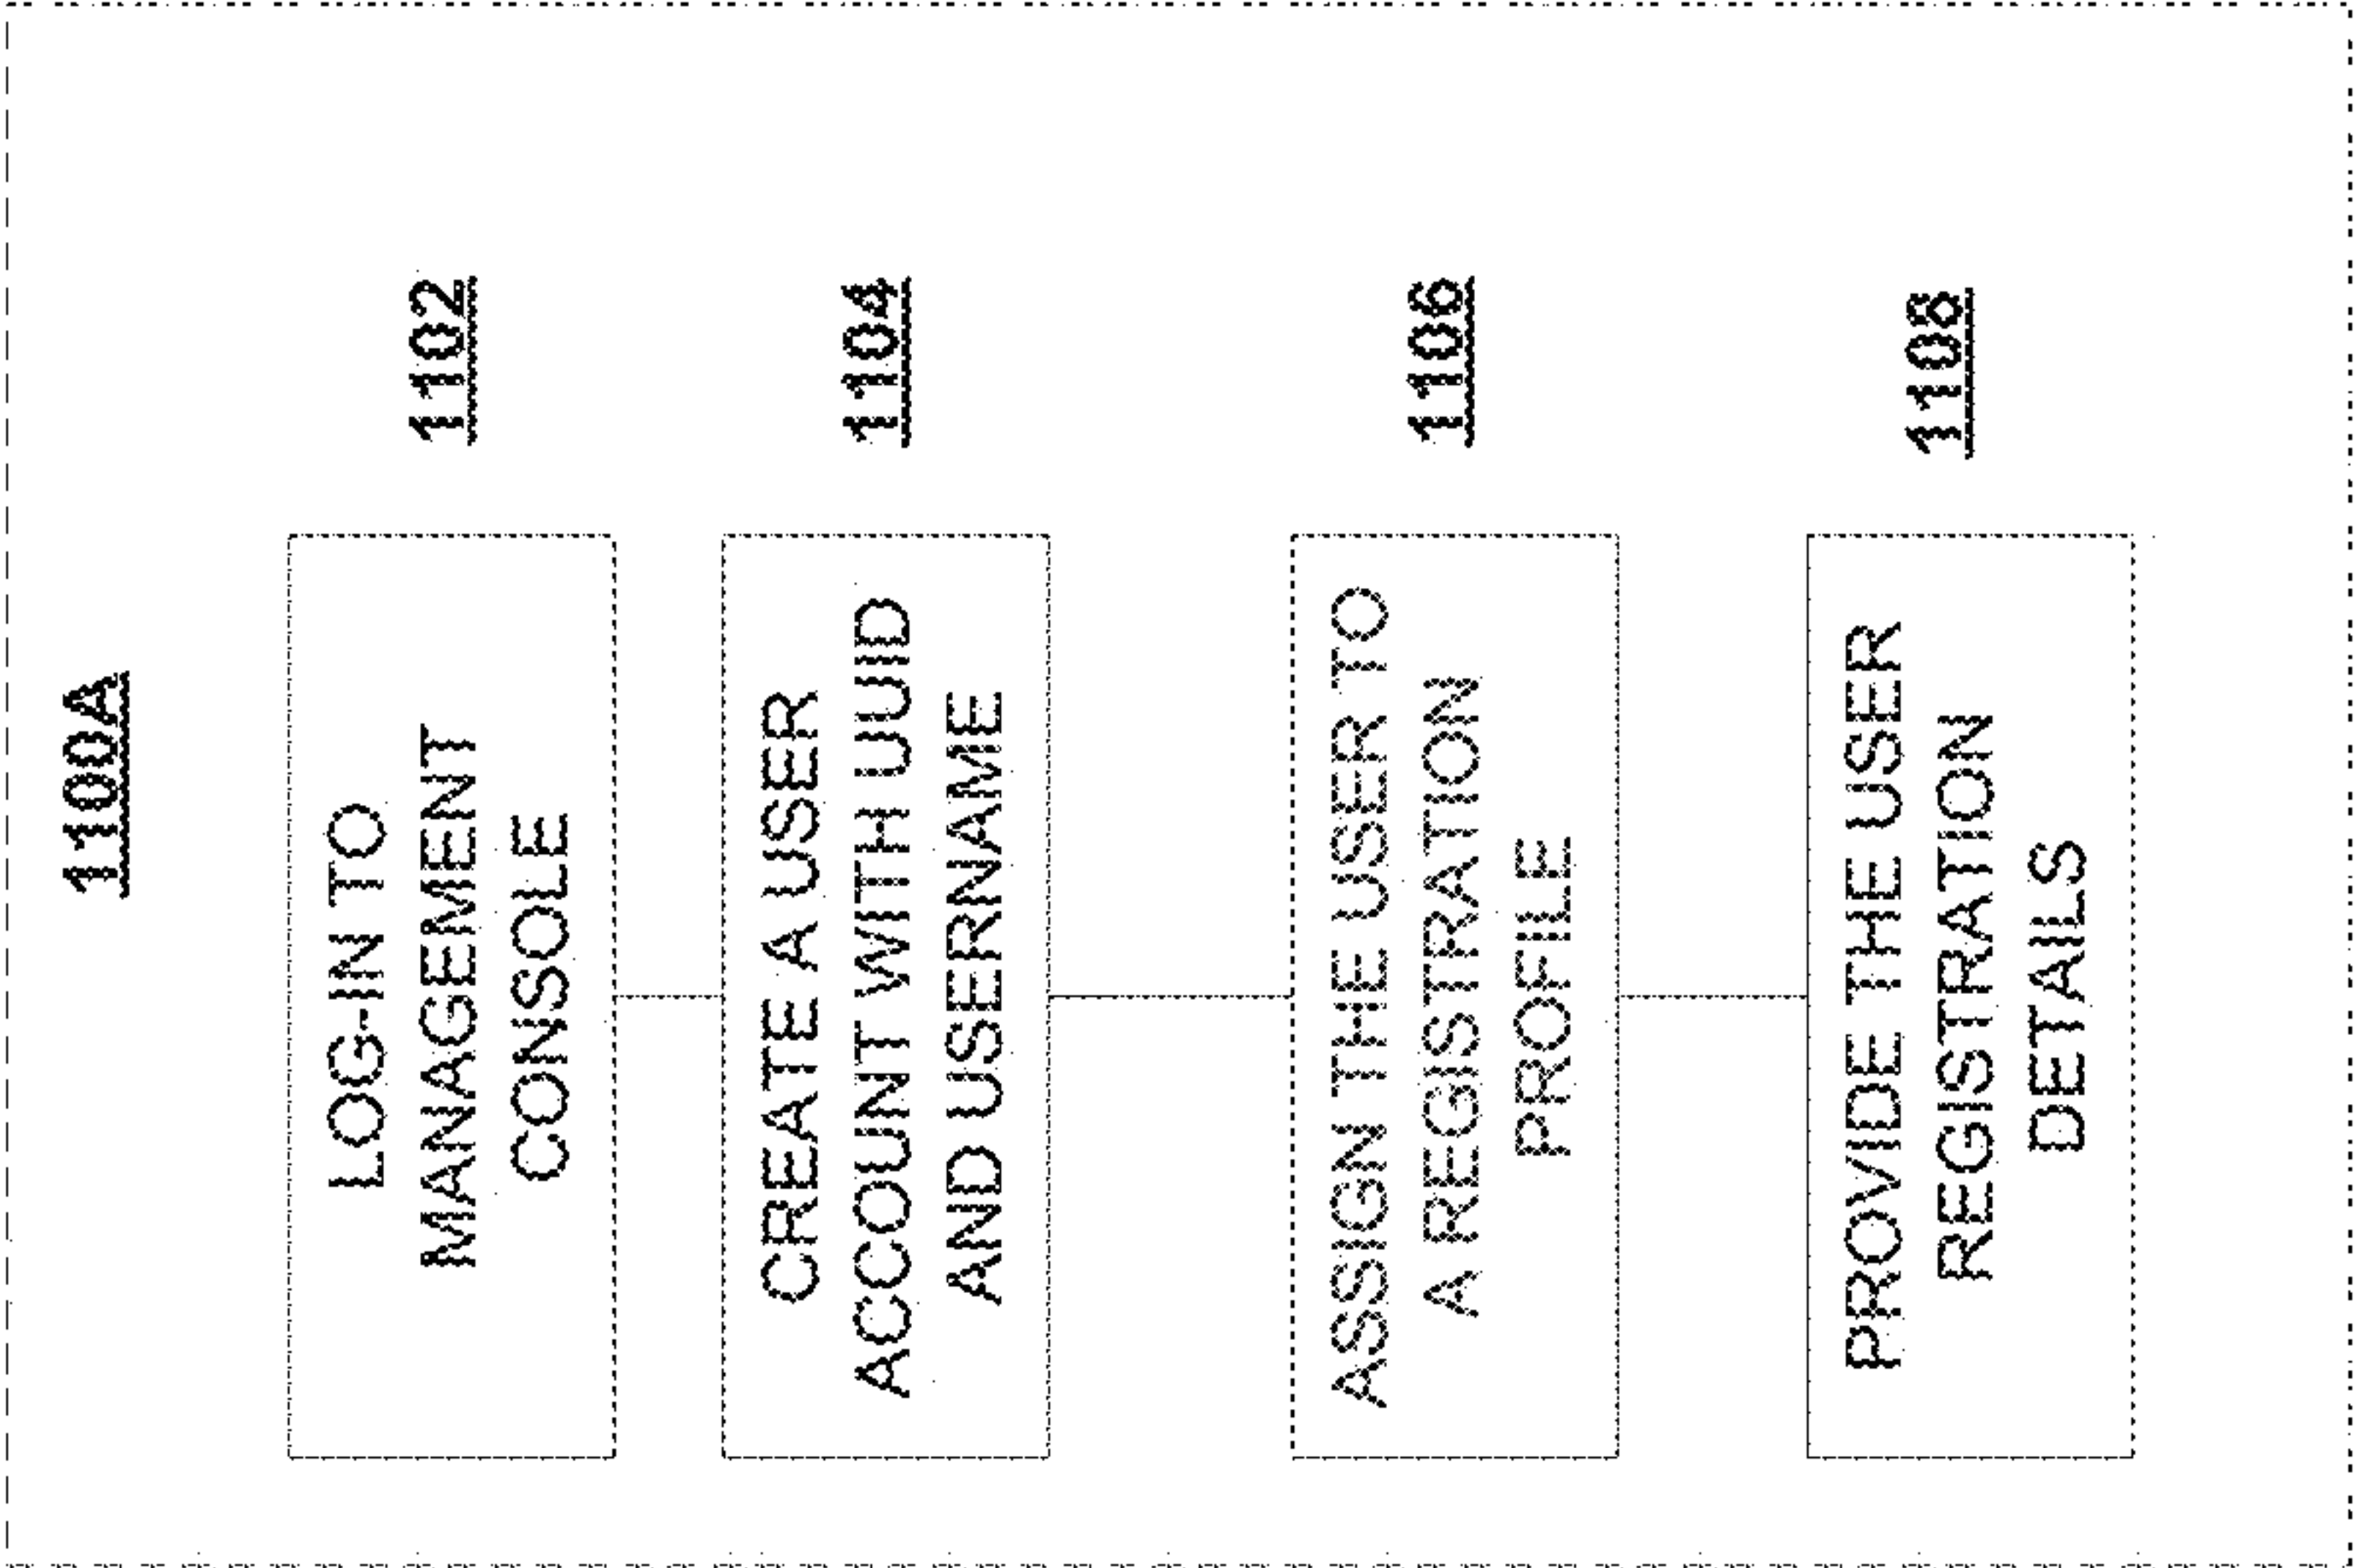 1100A
LOG-IN TO
MANAGEMENT
CONSOLE
1102
CREATE A USER
ACCOUNT WITH UUID
AND USERNAME
1104
ASSIGN THE USER TO
A REGISTRATION
PROFILE
1106
PROVIDE THE USER
REGISTRATION
DETAILS
1108